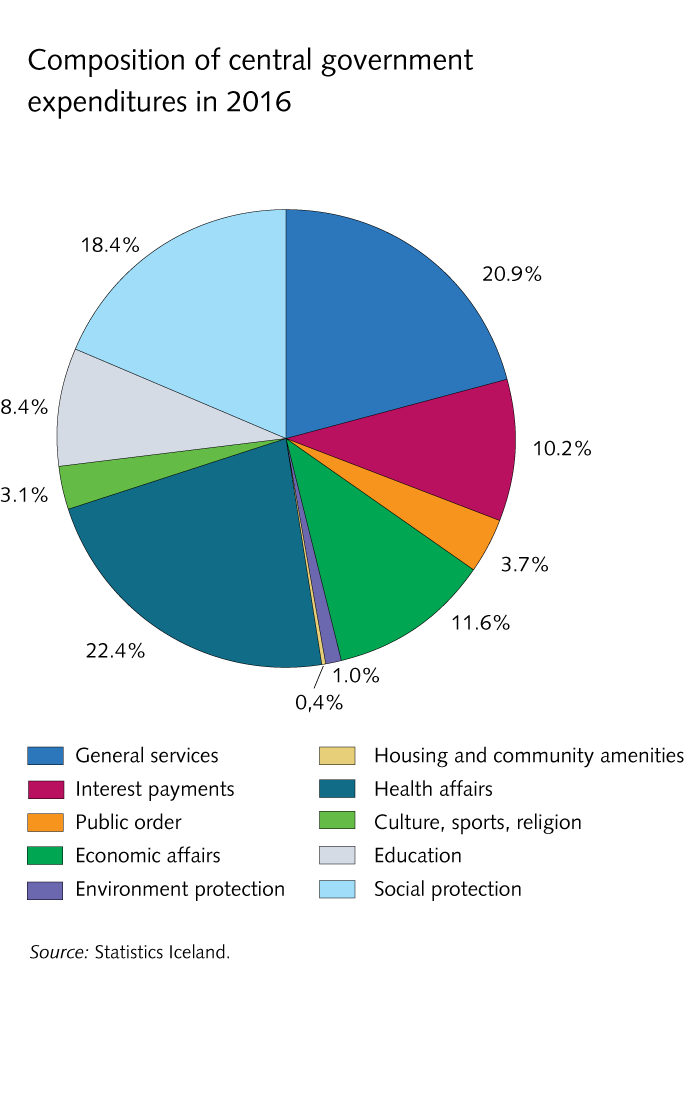 Composition of central government
expenditures in 2016
18.4%
20.9%
8.4%
10.2%
3.1%
3.7%
11.6%
22.4%
1.0%
0,4%
General services
Interest payments
Public order
Economic affairs
Environment protection
Housing and community amenities
Health affairs
Culture, sports, religion
Education
Social protection
Source: Statistics Iceland.